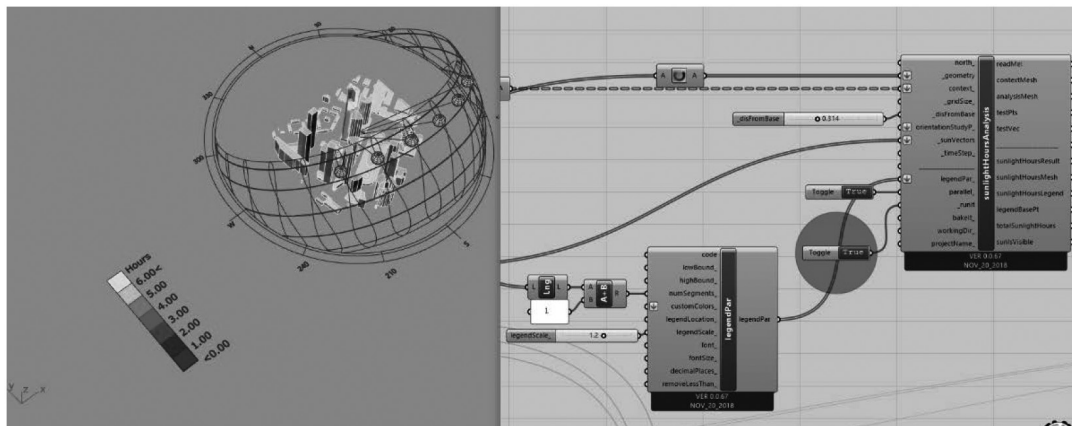 Hours
6.00<
5.00
4.00
3.00
2.00
1.00
<0.00
N
30
330
300
W
240
210
S
y
z
x
A
A
_disFromBase
0.314
north_
_geometry
context_
_gridSize_
_disFromBase
orientationStudyP_
_sunVectors
_timeStep_
legendPar_
parallel_
_runIt
bakeIt_
workingDir_
projectName_
sunlightHoursAnalysis
readMe!
contextMesh
analysisMesh
testPts
testVec
sunlightHoursResult
sunlightHoursMesh
sunlightHoursLegend
legendBasePt
totalSunlightHours
sunIsVisible
VER 0.0.67
NOV_20_2018
Toggle True
Toggle True
L Lng L
A
B
A-B
R
1
legendScale_
1.2
code
lowBound_
highBound_
numSegments_
customColors_
legendLocation_
legendScale_
font_
fontSize_
decimalPlaces_
removeLessThan_
legendPar
legendPar
VER 0.0.67
NOV_20_2018